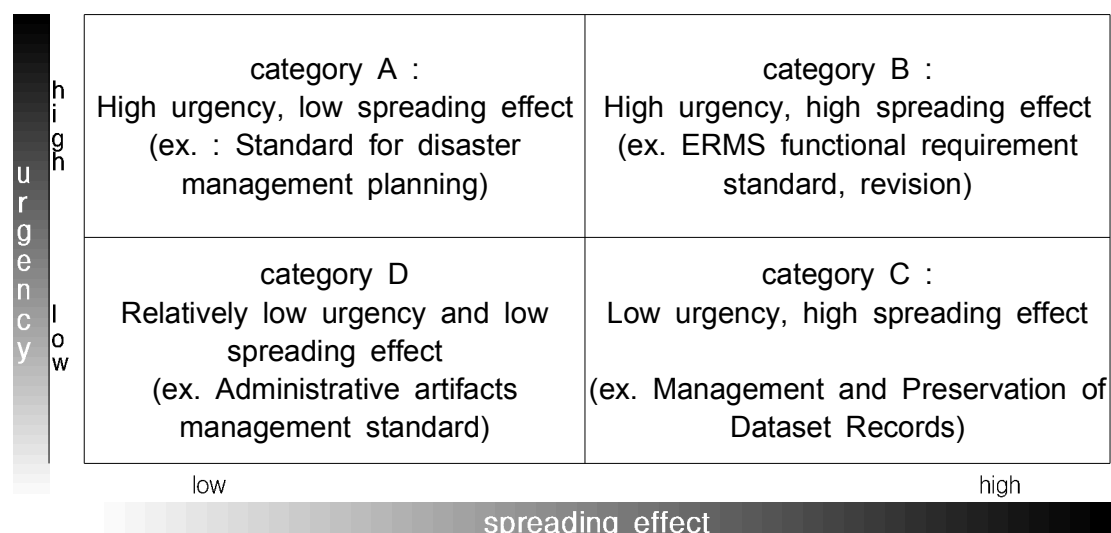 urgency
high
low
category A :
High urgency, low spreading effect
(ex. : Standard for disaster
management planning)
category B :
High urgency, high spreading effect
(ex. ERMS functional requirement
standard, revision)
category D
Relatively low urgency and low
spreading effect
(ex. Administrative artifacts
management standard)
category C :
Low urgency, high spreading effect
(ex. Management and Preservation of
Dataset Records)
low
high
spreading effect